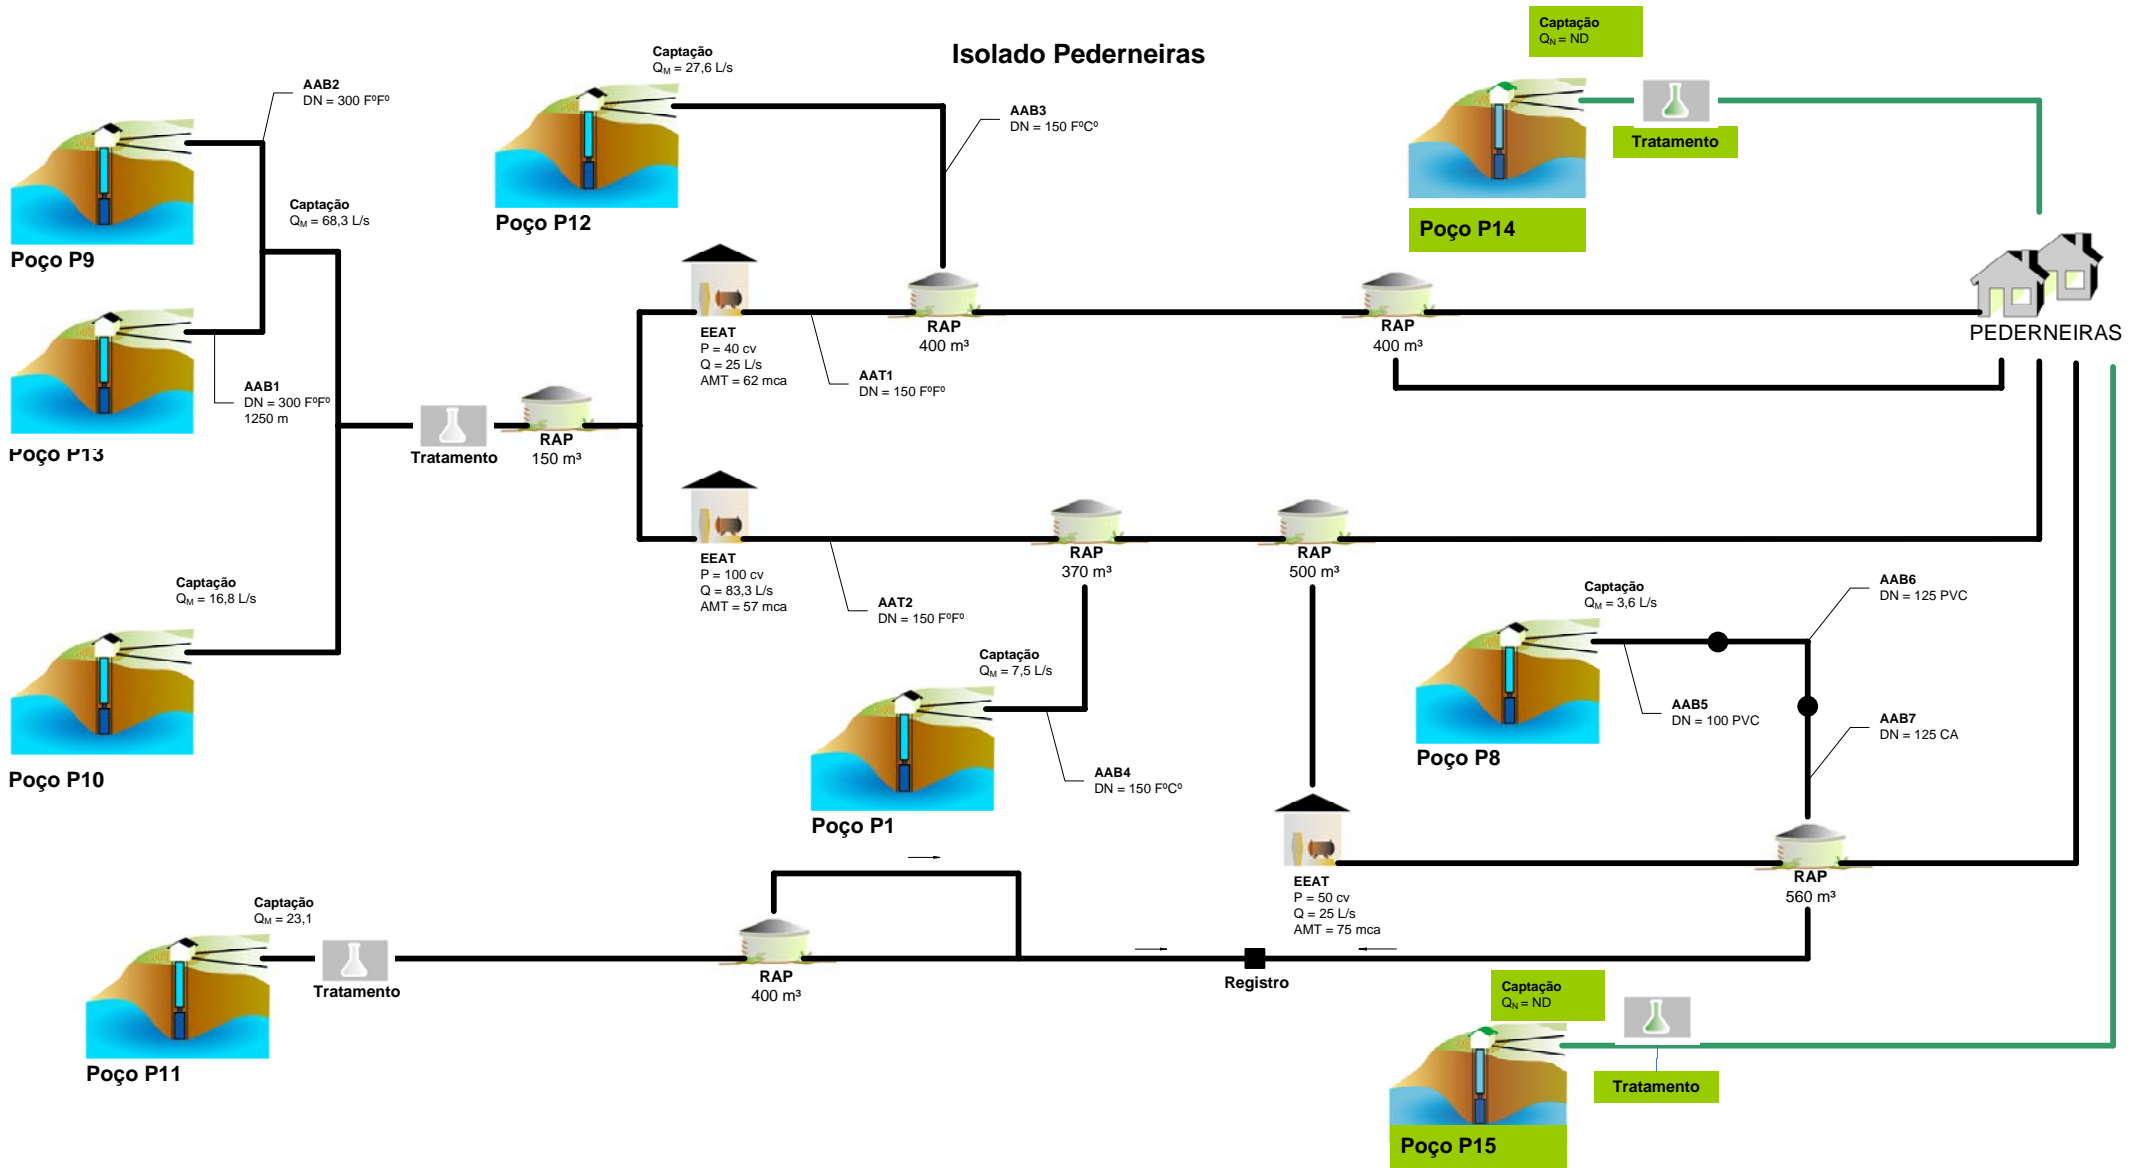 Isolado Pederneiras
AAB2
DN = 300 FºFº
Captação
QM = 68,3 L/s
Poço P9
AAB1
DN = 300 FºFº
1250 m
Poço P13
Captação
QM = 16,8 L/s
Poço P10
Tratamento
RAP
150 m³
Captação
QM = 27,6 L/s
Poço P12
AAB3
DN = 150 FºCº
EEAT
P = 40 cv
Q = 25 L/s
AMT = 62 mca
AAT1
DN = 150 FºFº
RAP
400 m³
RAP
400 m³
Captação
QN = ND
Tratamento
Poço P14
PEDERNEIRAS
EEAT
P = 100 cv
Q = 83,3 L/s
AMT = 57 mca
AAT2
DN = 150 FºFº
RAP
370 m³
RAP
500 m³
Captação
QM = 7,5 L/s
AAB4
DN = 150 FºCº
Poço P1
Captação
QM = 3,6 L/s
AAB6
DN = 125 PVC
AAB5
DN = 100 PVC
AAB7
DN = 125 CA
Poço P8
EEAT
P = 50 cv
Q = 25 L/s
AMT = 75 mca
RAP
560 m³
Captação
QM = 23,1
Tratamento
Poço P11
RAP
400 m³
Registro
Captação
QN = ND
Tratamento
Poço P15